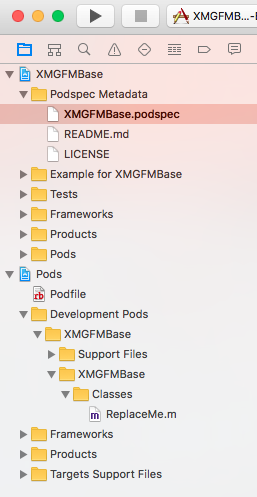 XMGFMB...-E
XMGFMBase
Podspec Metadata
XMGFMBase.podspec
README.md
LICENSE
Example for XMGFMBase
Tests
Frameworks
Products
Pods
Pods
rb Podfile
Development Pods
XMGFMBase
Support Files
XMGFMBase
Classes
m ReplaceMe.m
Frameworks
Products
Targets Support Files